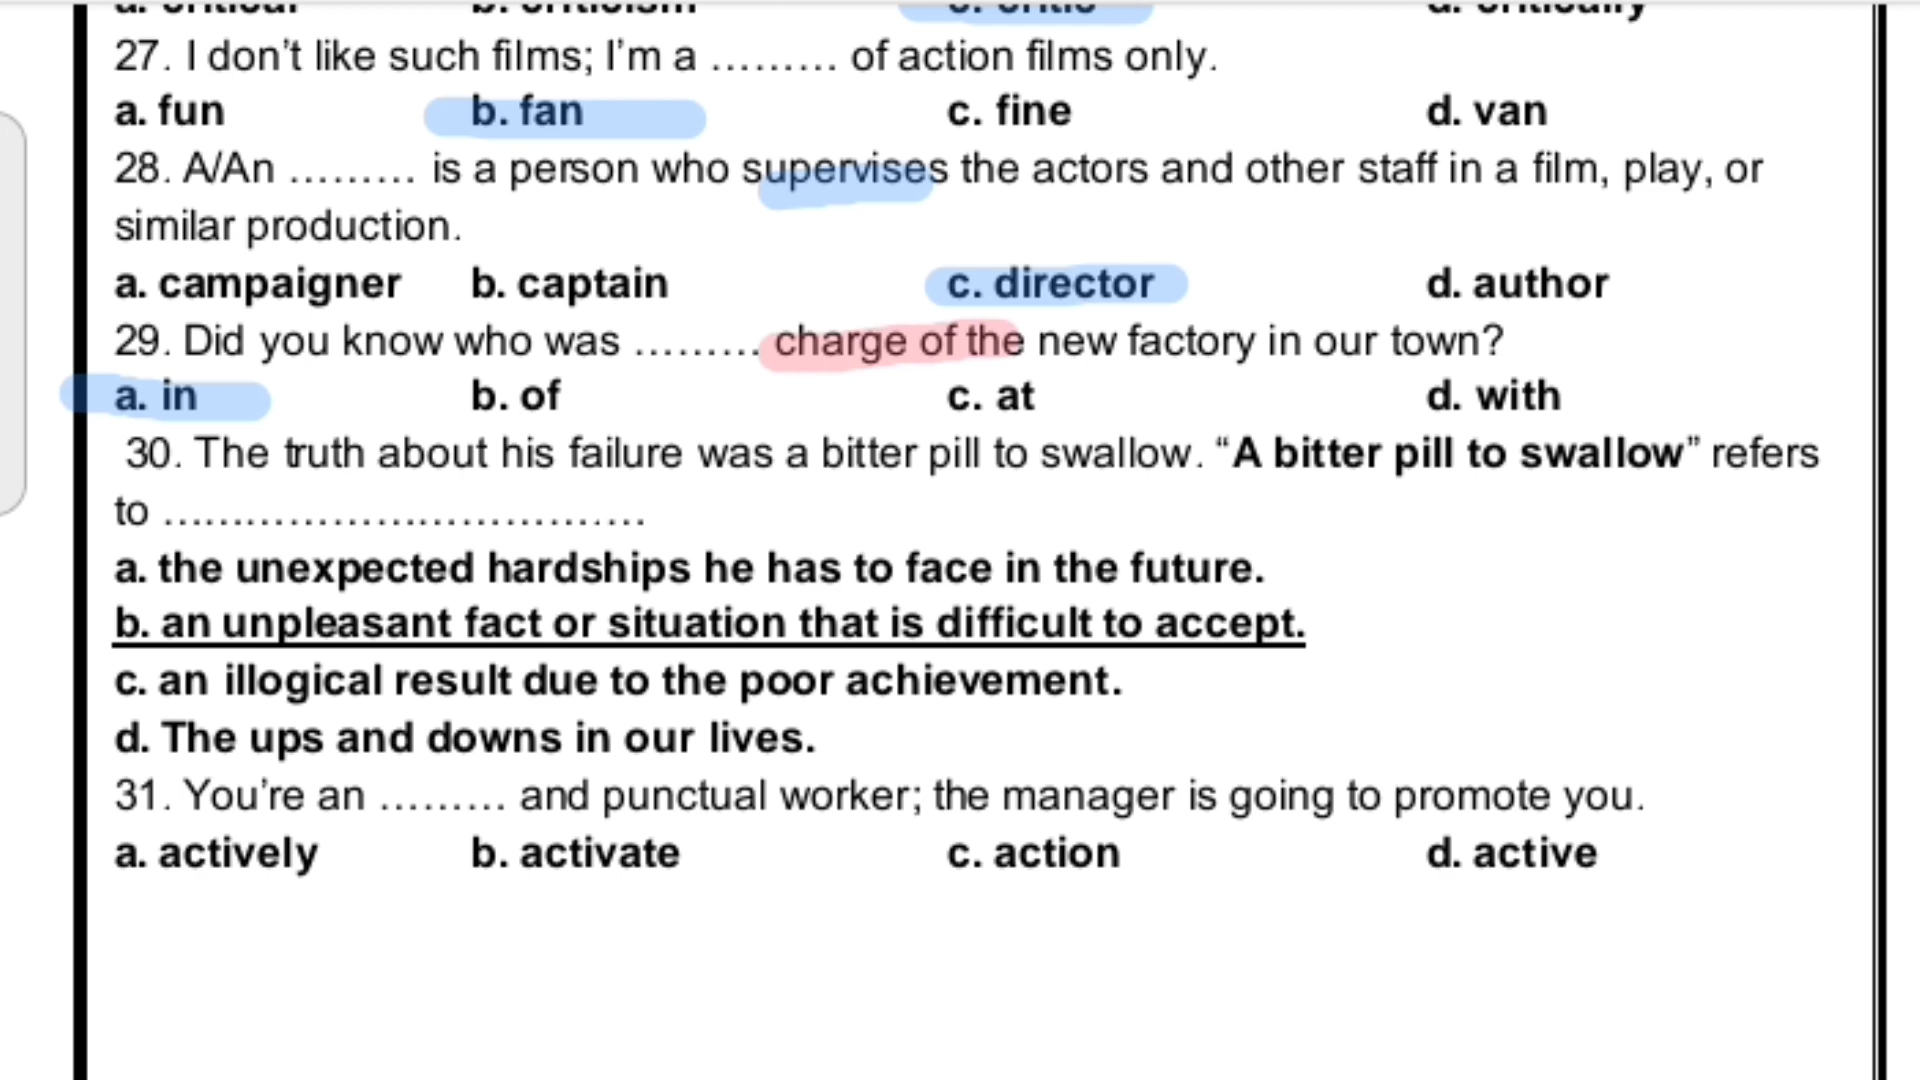 27. I don’t like such films; I’m a ……… of action films only.
a. fun b. fan c. fine d. van
28. A/An ……… is a person who supervises the actors and other staff in a film, play, or
similar production.
a. campaigner b. captain c. director d. author
29. Did you know who was ……… charge of the new factory in our town?
a. in b. of c. at d. with
30. The truth about his failure was a bitter pill to swallow. “A bitter pill to swallow” refers
to ……………………………
a. the unexpected hardships he has to face in the future.
b. an unpleasant fact or situation that is difficult to accept.
c. an illogical result due to the poor achievement.
d. The ups and downs in our lives.
31. You’re an ……… and punctual worker; the manager is going to promote you.
a. actively b. activate c. action d. active